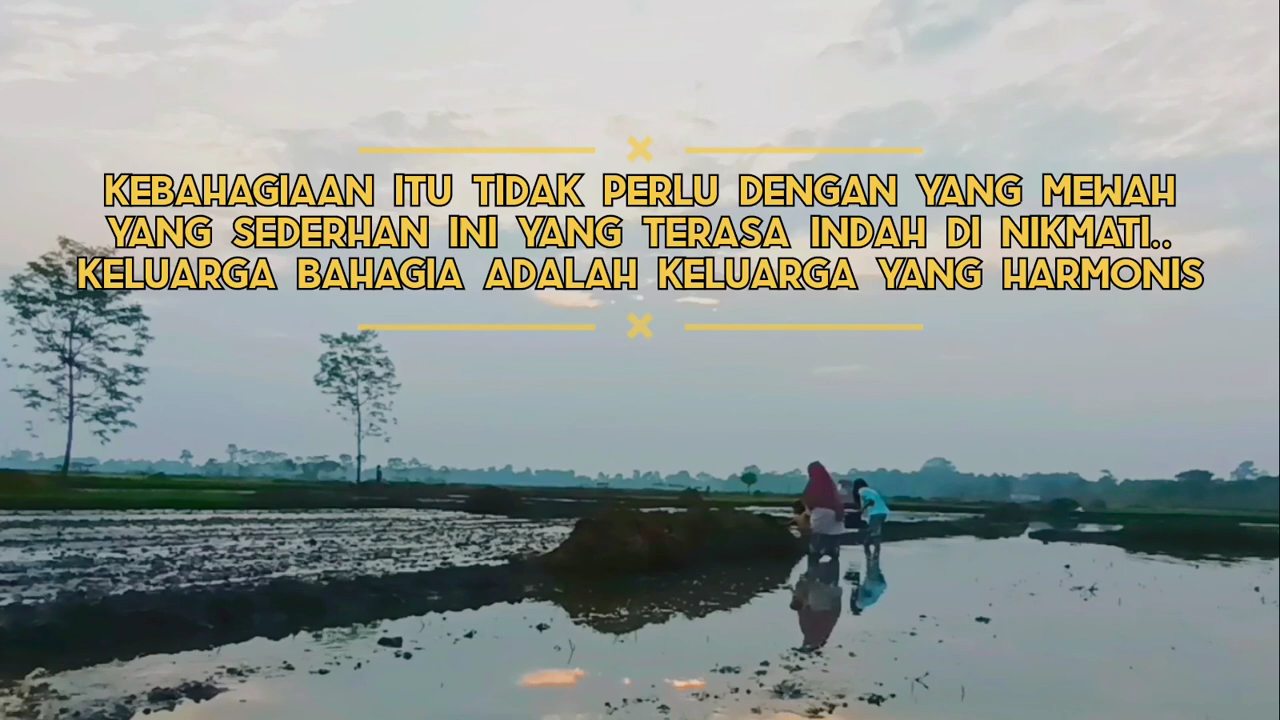 KEBAHAGIAAN ITU TIDAK PERLU DENGAN YANG MEWAH
YANG SEDERHAN INI YANG TERASA INDAH DI NIKMATI..
KELUARGA BAHAGIA ADALAH KELUARGA YANG HARMONIS